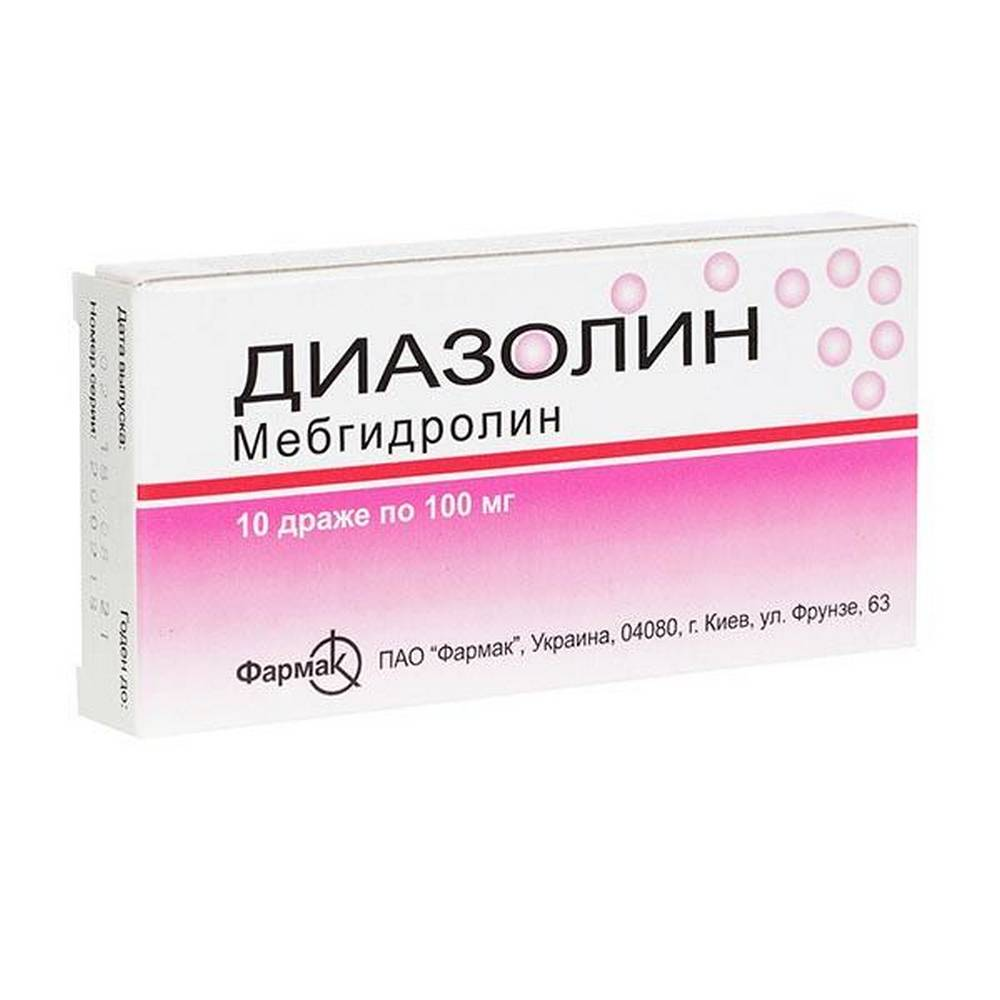 ДИАЗОЛИН
Мебгидролин
10 драже по 100 мг
Фармак
ПАО "Фармак", Украина, 04080, г. Киев, ул. Фрунзе, 63
Дата выпуска:
Годен до:
Номер серии: